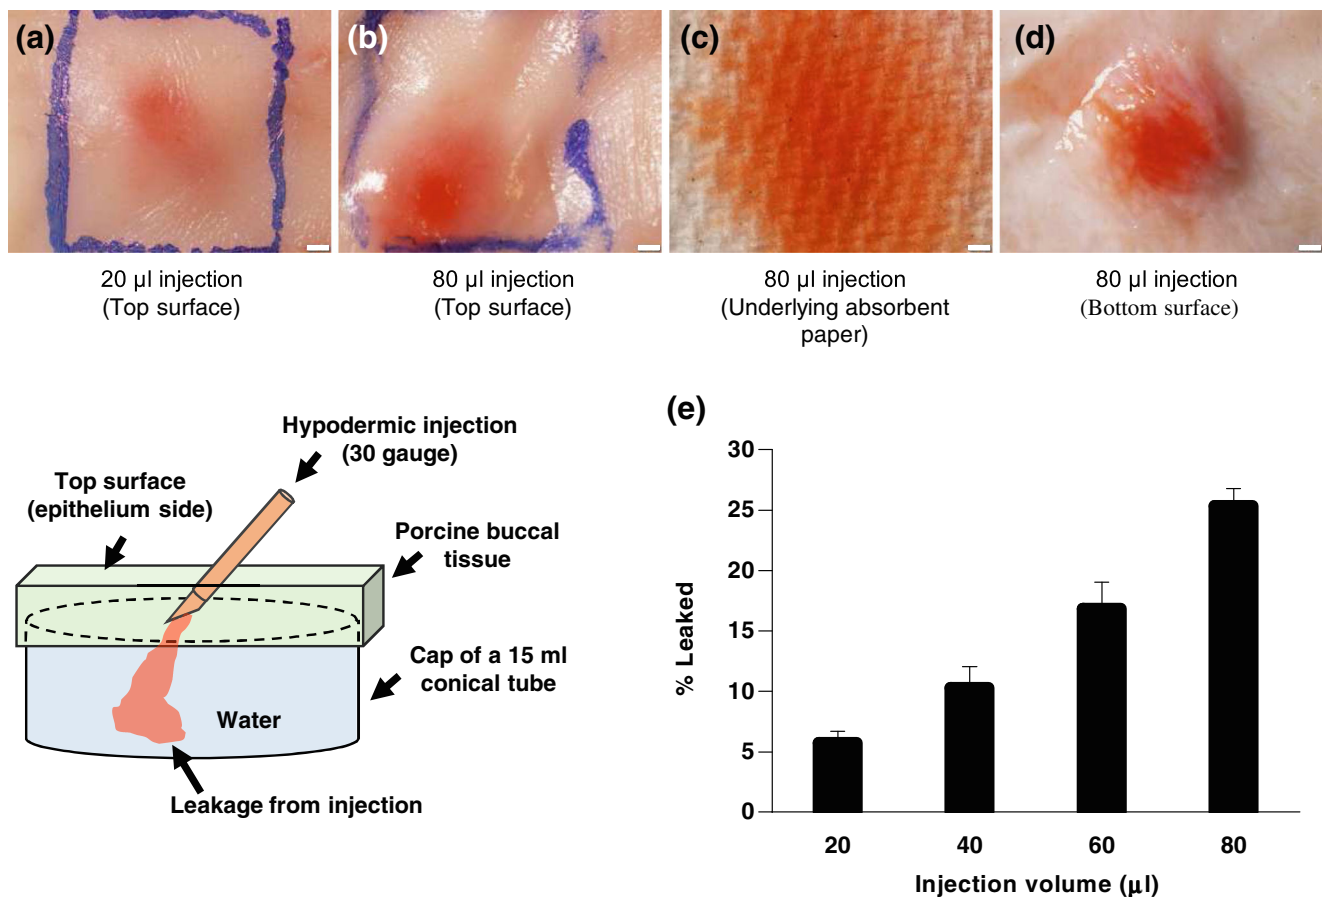 (a)
(b)
(c)
(d)
20 µl injection
(Top surface)
80 µl injection
(Top surface)
80 µl injection
(Underlying absorbent
paper)
80 µl injection
(Bottom surface)
Hypodermic injection
(30 gauge)
Top surface
(epithelium side)
Porcine buccal
tissue
Cap of a 15 ml
conical tube
Water
Leakage from injection
(e)
% Leaked
30
25
20
15
10
5
0
20 40 60 80
Injection volume (µl)